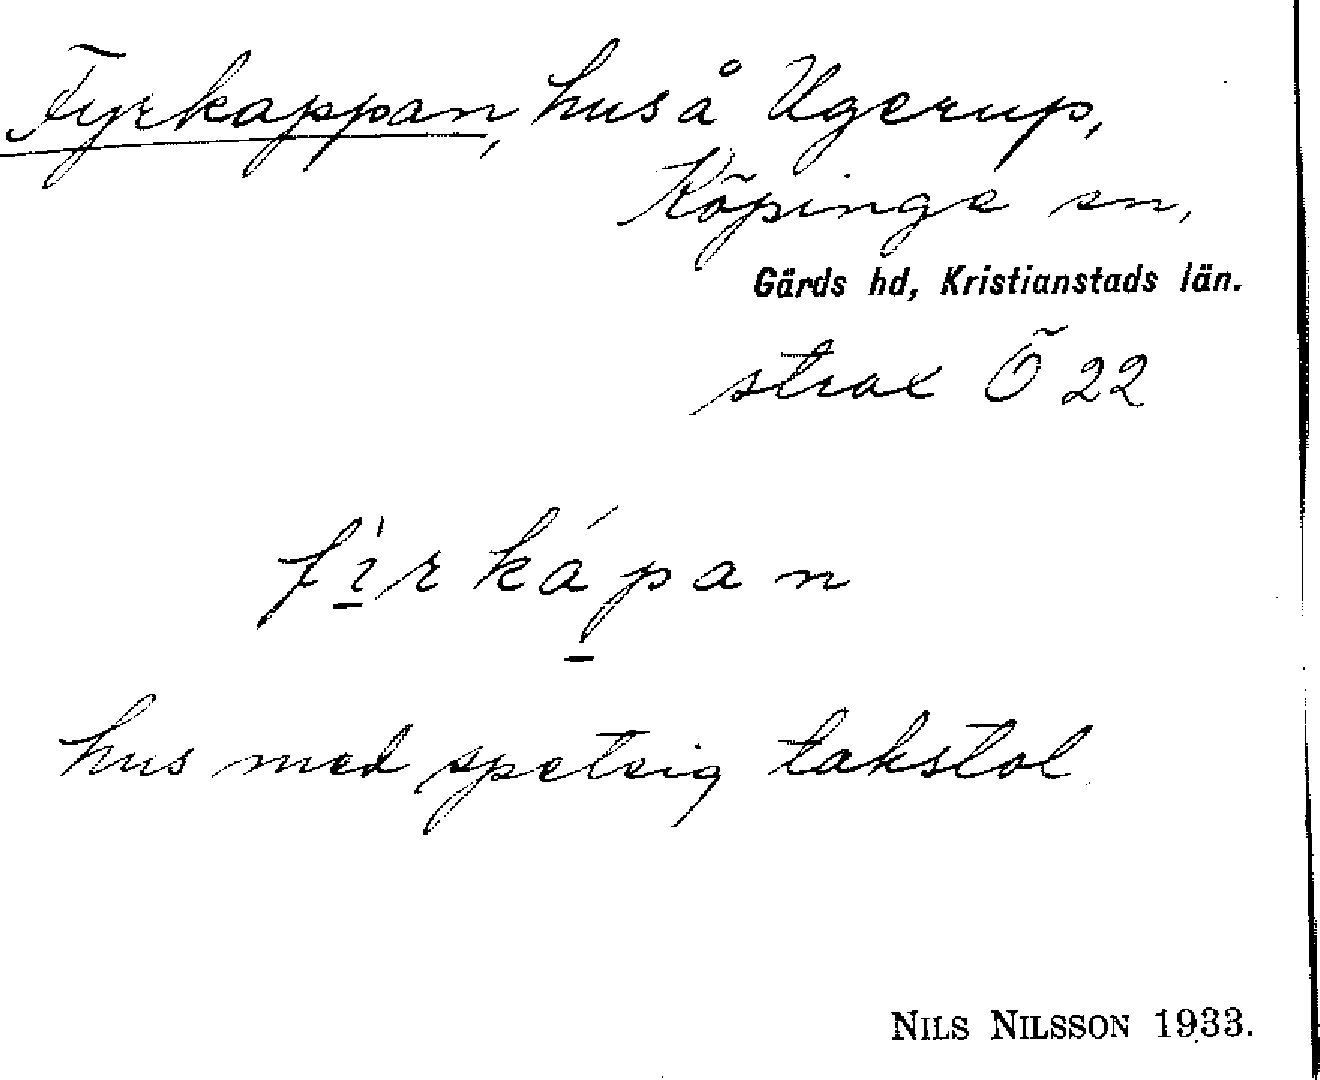 Fyrkappan, hus å Ugerup,
Köpinge sn,
Gärds hd, Kristianstads län.
strax Ö 22
fi̱rkápa̱n
hus med spetsig takstol
NILS NILSSON 1933.